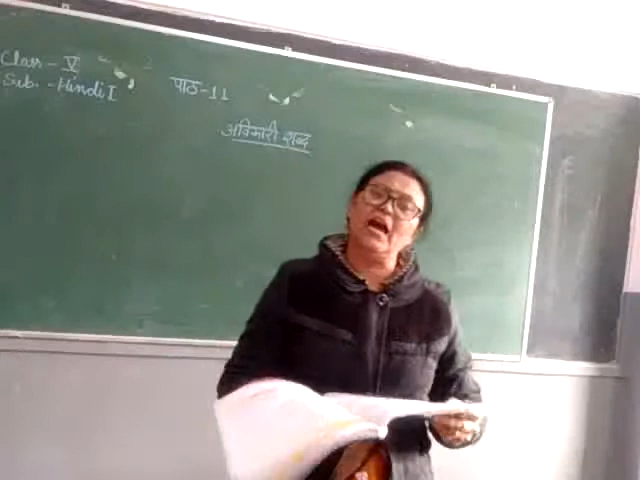 Class - V
Sub. - Hindi I
पाठ-11
अविकारी शब्द